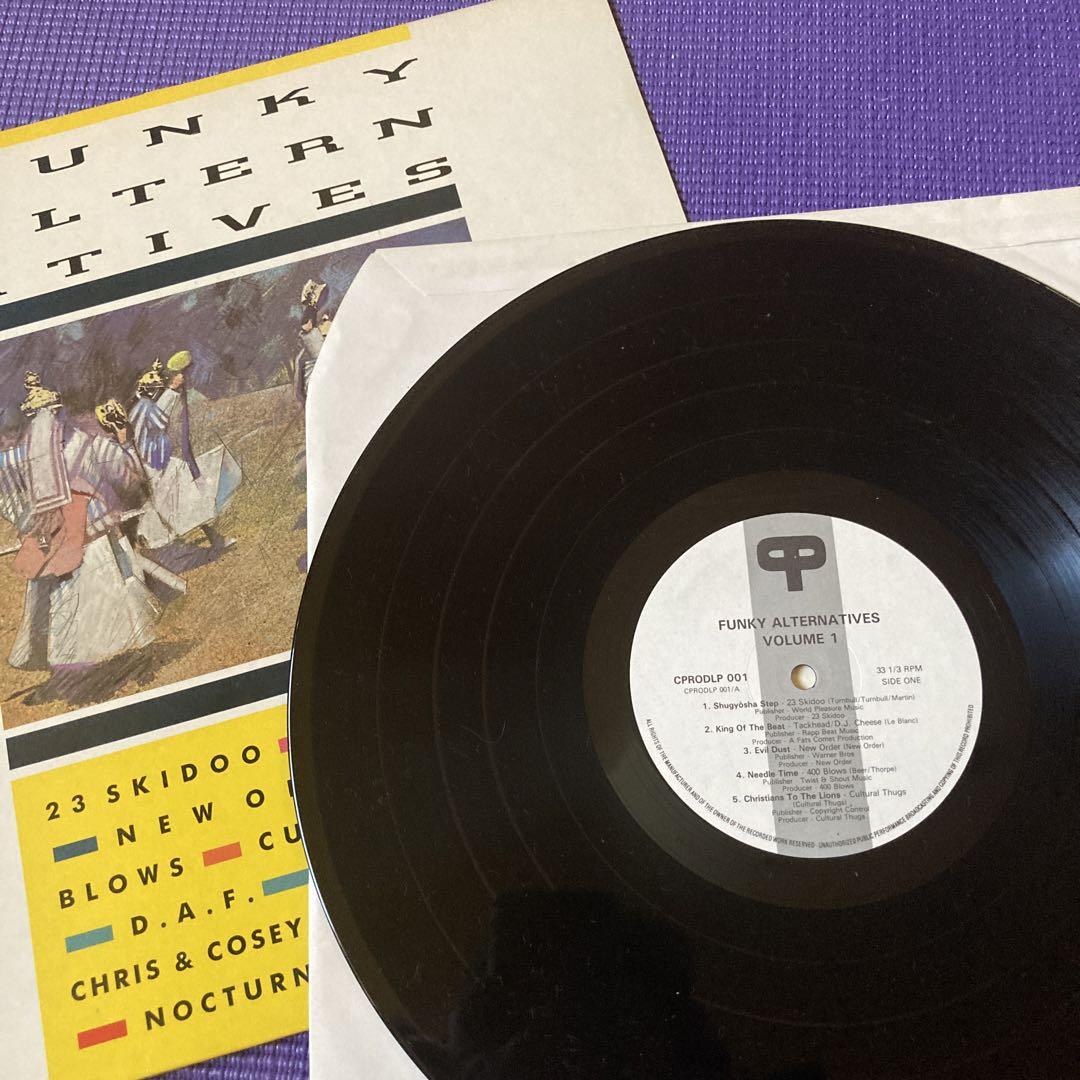 UNKY
LTERN
TIVES
23 SKIDOO
NEW O
BLOWS CU
D.A.F.
CHRIS & COSEY
NOCTURN
FUNKY ALTERNATIVES
VOLUME 1
CPRODLP 001
CPRODLP 001/A
33 1/3 RPM
SIDE ONE
1. Shugyōsha Step - 23 Skidoo (Turnbull/Turnbull/Martin)
Publisher - World Pleasure Music
Producer - 23 Skidoo
2. King Of The Beat - Tackhead/D.J. Cheese (Le Blanc)
Publisher - Rapp Beat Music
Producer - A Fats Comet Production
3. Evil Dust - New Order (New Order)
Publisher - Warner Bros
Producer - New Order
4. Needle Time - 400 Blows (Beer/Thorpe)
Publisher - Twist & Shout Music
Producer - 400 Blows
5. Christians To The Lions - Cultural Thugs
(Cultural Thugs)
Publisher - Copyright Control
Producer - Cultural Thugs
ALL RIGHTS OF THE MANUFACTURER AND OF THE OWNER OF THE RECORDED WORK RESERVED - UNAUTHORIZED PUBLIC PERFORMANCE BROADCASTING AND COPYING OF THIS RECORD PROHIBITED